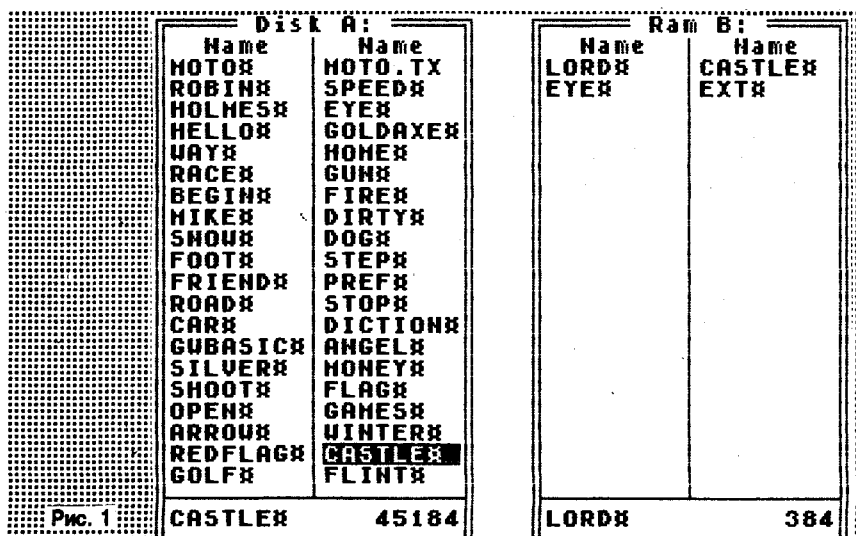 Disk A:
Name Name
MOTO¤ MOTO.TX
ROBIN¤ SPEED¤
HOLMES¤ EYE¤
HELLO¤ GOLDAXE¤
WAY¤ HOME¤
RACE¤ GUN¤
BEGIN¤ FIRE¤
MIKE¤ DIRTY¤
SNOW¤ DOG¤
FOOT¤ STEP¤
FRIEND¤ PREF¤
ROAD¤ STOP¤
CAR¤ DICTION¤
GWBASIC¤ ANGEL¤
SILVER¤ MONEY¤
SHOOT¤ FLAG¤
OPEN¤ GAMES¤
ARROW¤ WINTER¤
REDFLAG¤ CASTLE¤
GOLF¤ FLINT¤
CASTLE¤ 45184
Ram B:
Name Name
LORD¤ CASTLE¤
EYE¤ EXT¤
LORD¤ 384
Рис. 1